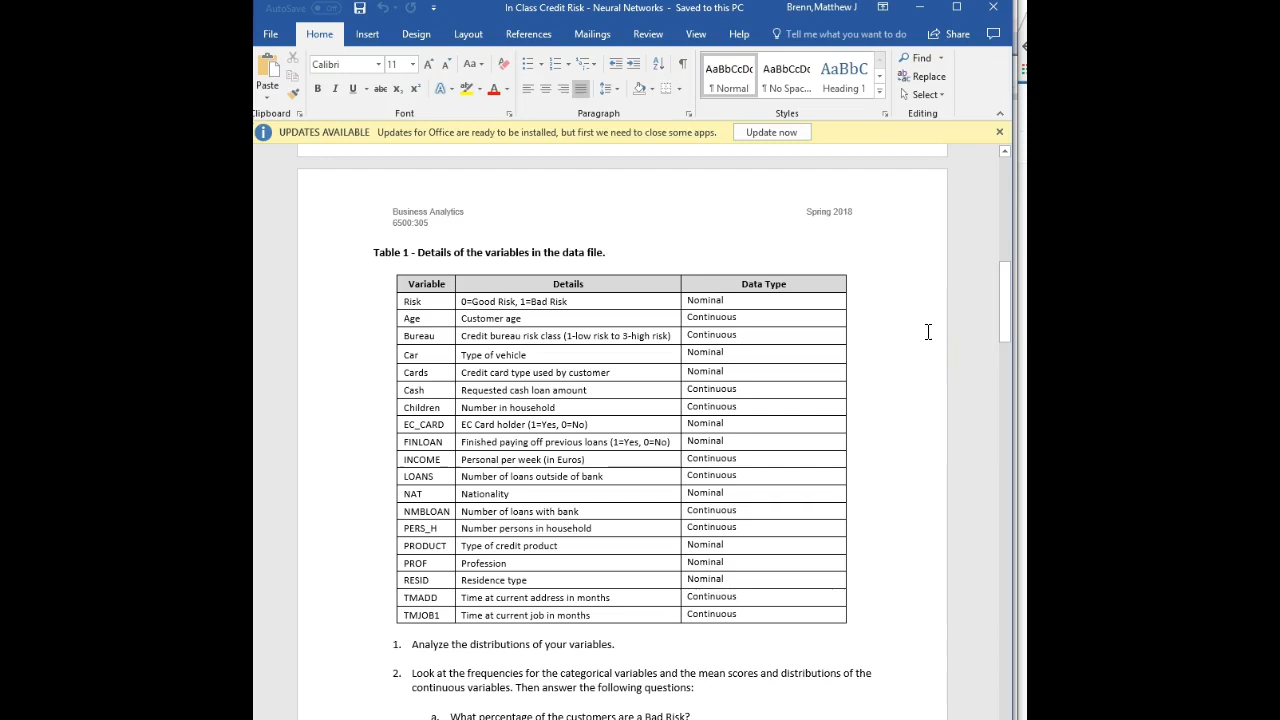 AutoSave Off In Class Credit Risk - Neural Networks - Saved to this PC Brenn,Matthew J
File Home Insert Design Layout References Mailings Review View Help Tell me what you want to do Share
Paste Calibri 11 Aa AaBbCcDc AaBbCcDc AaBbC Find
¶ Normal ¶ No Spac... Heading 1 Replace
B I U abc x₂ x² A A Select
Clipboard Font Paragraph Styles Editing
UPDATES AVAILABLE Updates for Office are ready to be installed, but first we need to close some apps. Update now
Business Analytics Spring 2018
6500:305
Table 1 - Details of the variables in the data file.
Variable Details Data Type
Risk 0=Good Risk, 1=Bad Risk Nominal
Age Customer age Continuous
Bureau Credit bureau risk class (1-low risk to 3-high risk) Continuous
Car Type of vehicle Nominal
Cards Credit card type used by customer Nominal
Cash Requested cash loan amount Continuous
Children Number in household Continuous
EC_CARD EC Card holder (1=Yes, 0=No) Nominal
FINLOAN Finished paying off previous loans (1=Yes, 0=No) Nominal
INCOME Personal per week (in Euros) Continuous
LOANS Number of loans outside of bank Continuous
NAT Nationality Nominal
NMBLOAN Number of loans with bank Continuous
PERS_H Number persons in household Continuous
PRODUCT Type of credit product Nominal
PROF Profession Nominal
RESID Residence type Nominal
TMADD Time at current address in months Continuous
TMJOB1 Time at current job in months Continuous
1. Analyze the distributions of your variables.
2. Look at the frequencies for the categorical variables and the mean scores and distributions of the
continuous variables. Then answer the following questions:
a. What percentage of the customers are a Bad Risk?